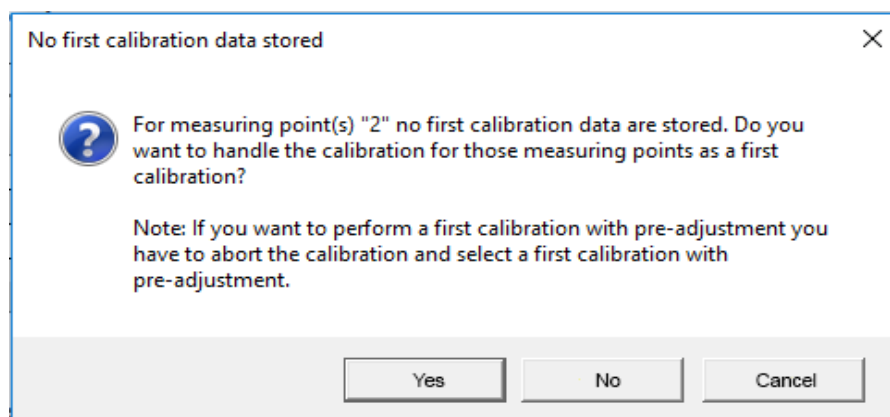 No first calibration data stored
For measuring point(s) "2" no first calibration data are stored. Do you
want to handle the calibration for those measuring points as a first
calibration?
Note: If you want to perform a first calibration with pre-adjustment you
have to abort the calibration and select a first calibration with
pre-adjustment.
Yes No Cancel